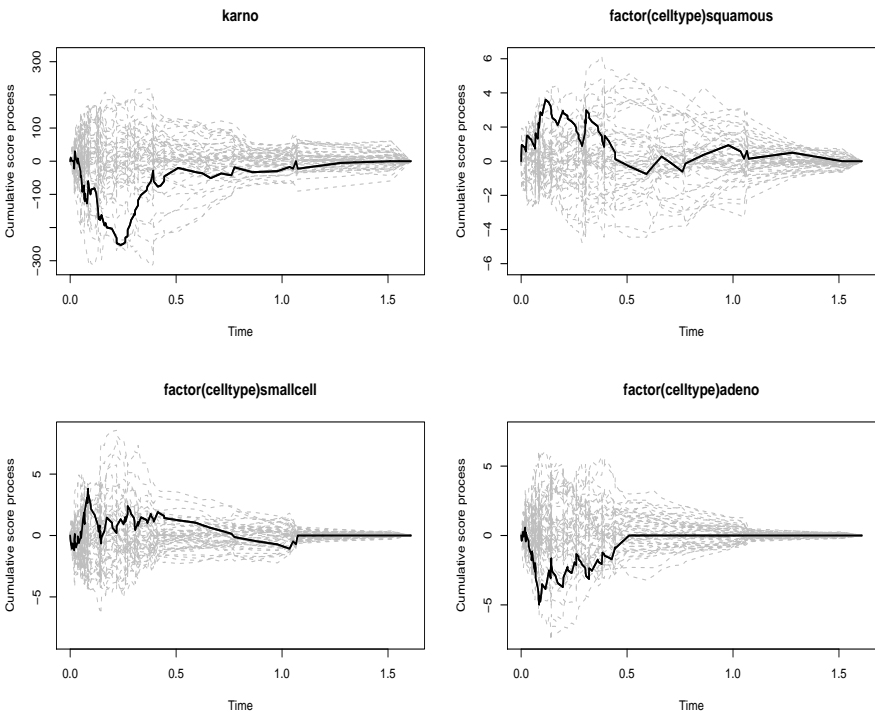 karno
Cumulative score process
300
100
0
−100
−300
0.0 0.5 1.0 1.5
Time
factor(celltype)squamous
Cumulative score process
6
4
2
0
−2
−4
−6
0.0 0.5 1.0 1.5
Time
factor(celltype)smallcell
Cumulative score process
5
0
−5
0.0 0.5 1.0 1.5
Time
factor(celltype)adeno
Cumulative score process
5
0
−5
0.0 0.5 1.0 1.5
Time